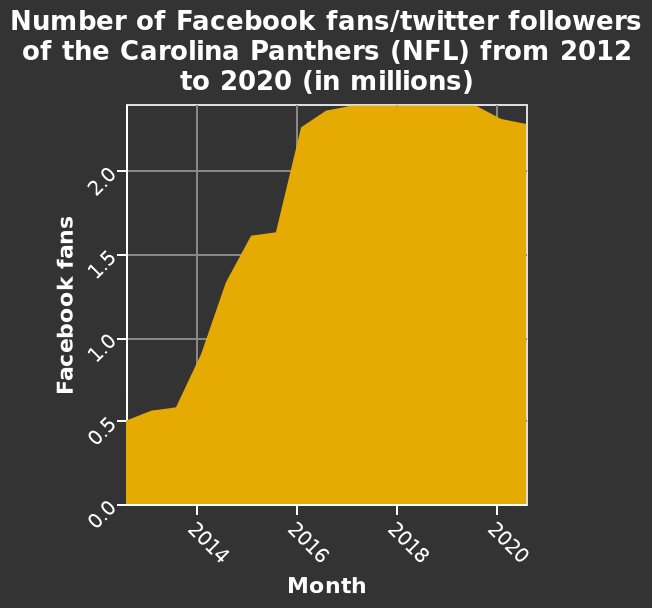 Number of Facebook fans/twitter followers
of the Carolina Panthers (NFL) from 2012
to 2020 (in millions)
2.0
1.5
1.0
0.5
0.0
Facebook fans
2014
2016
2018
2020
Month